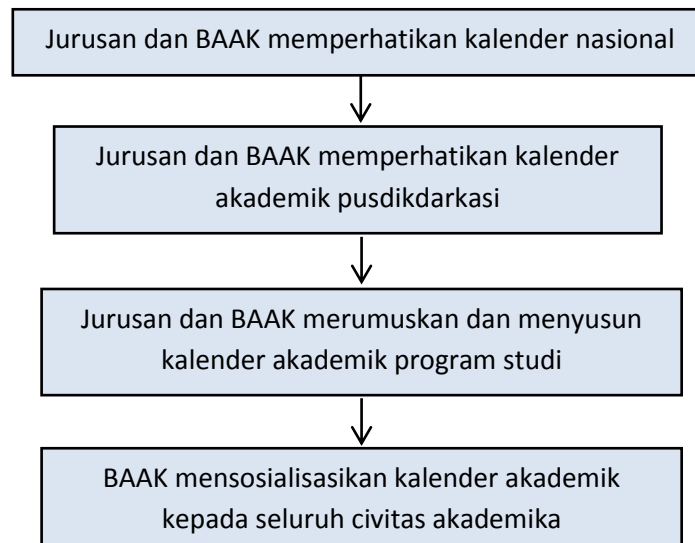 Jurusan dan BAAK memperhatikan kalender nasional
Jurusan dan BAAK memperhatikan kalender
akademik pusdikdarkasi
Jurusan dan BAAK merumuskan dan menyusun
kalender akademik program studi
BAAK mensosialisasikan kalender akademik
kepada seluruh civitas akademika